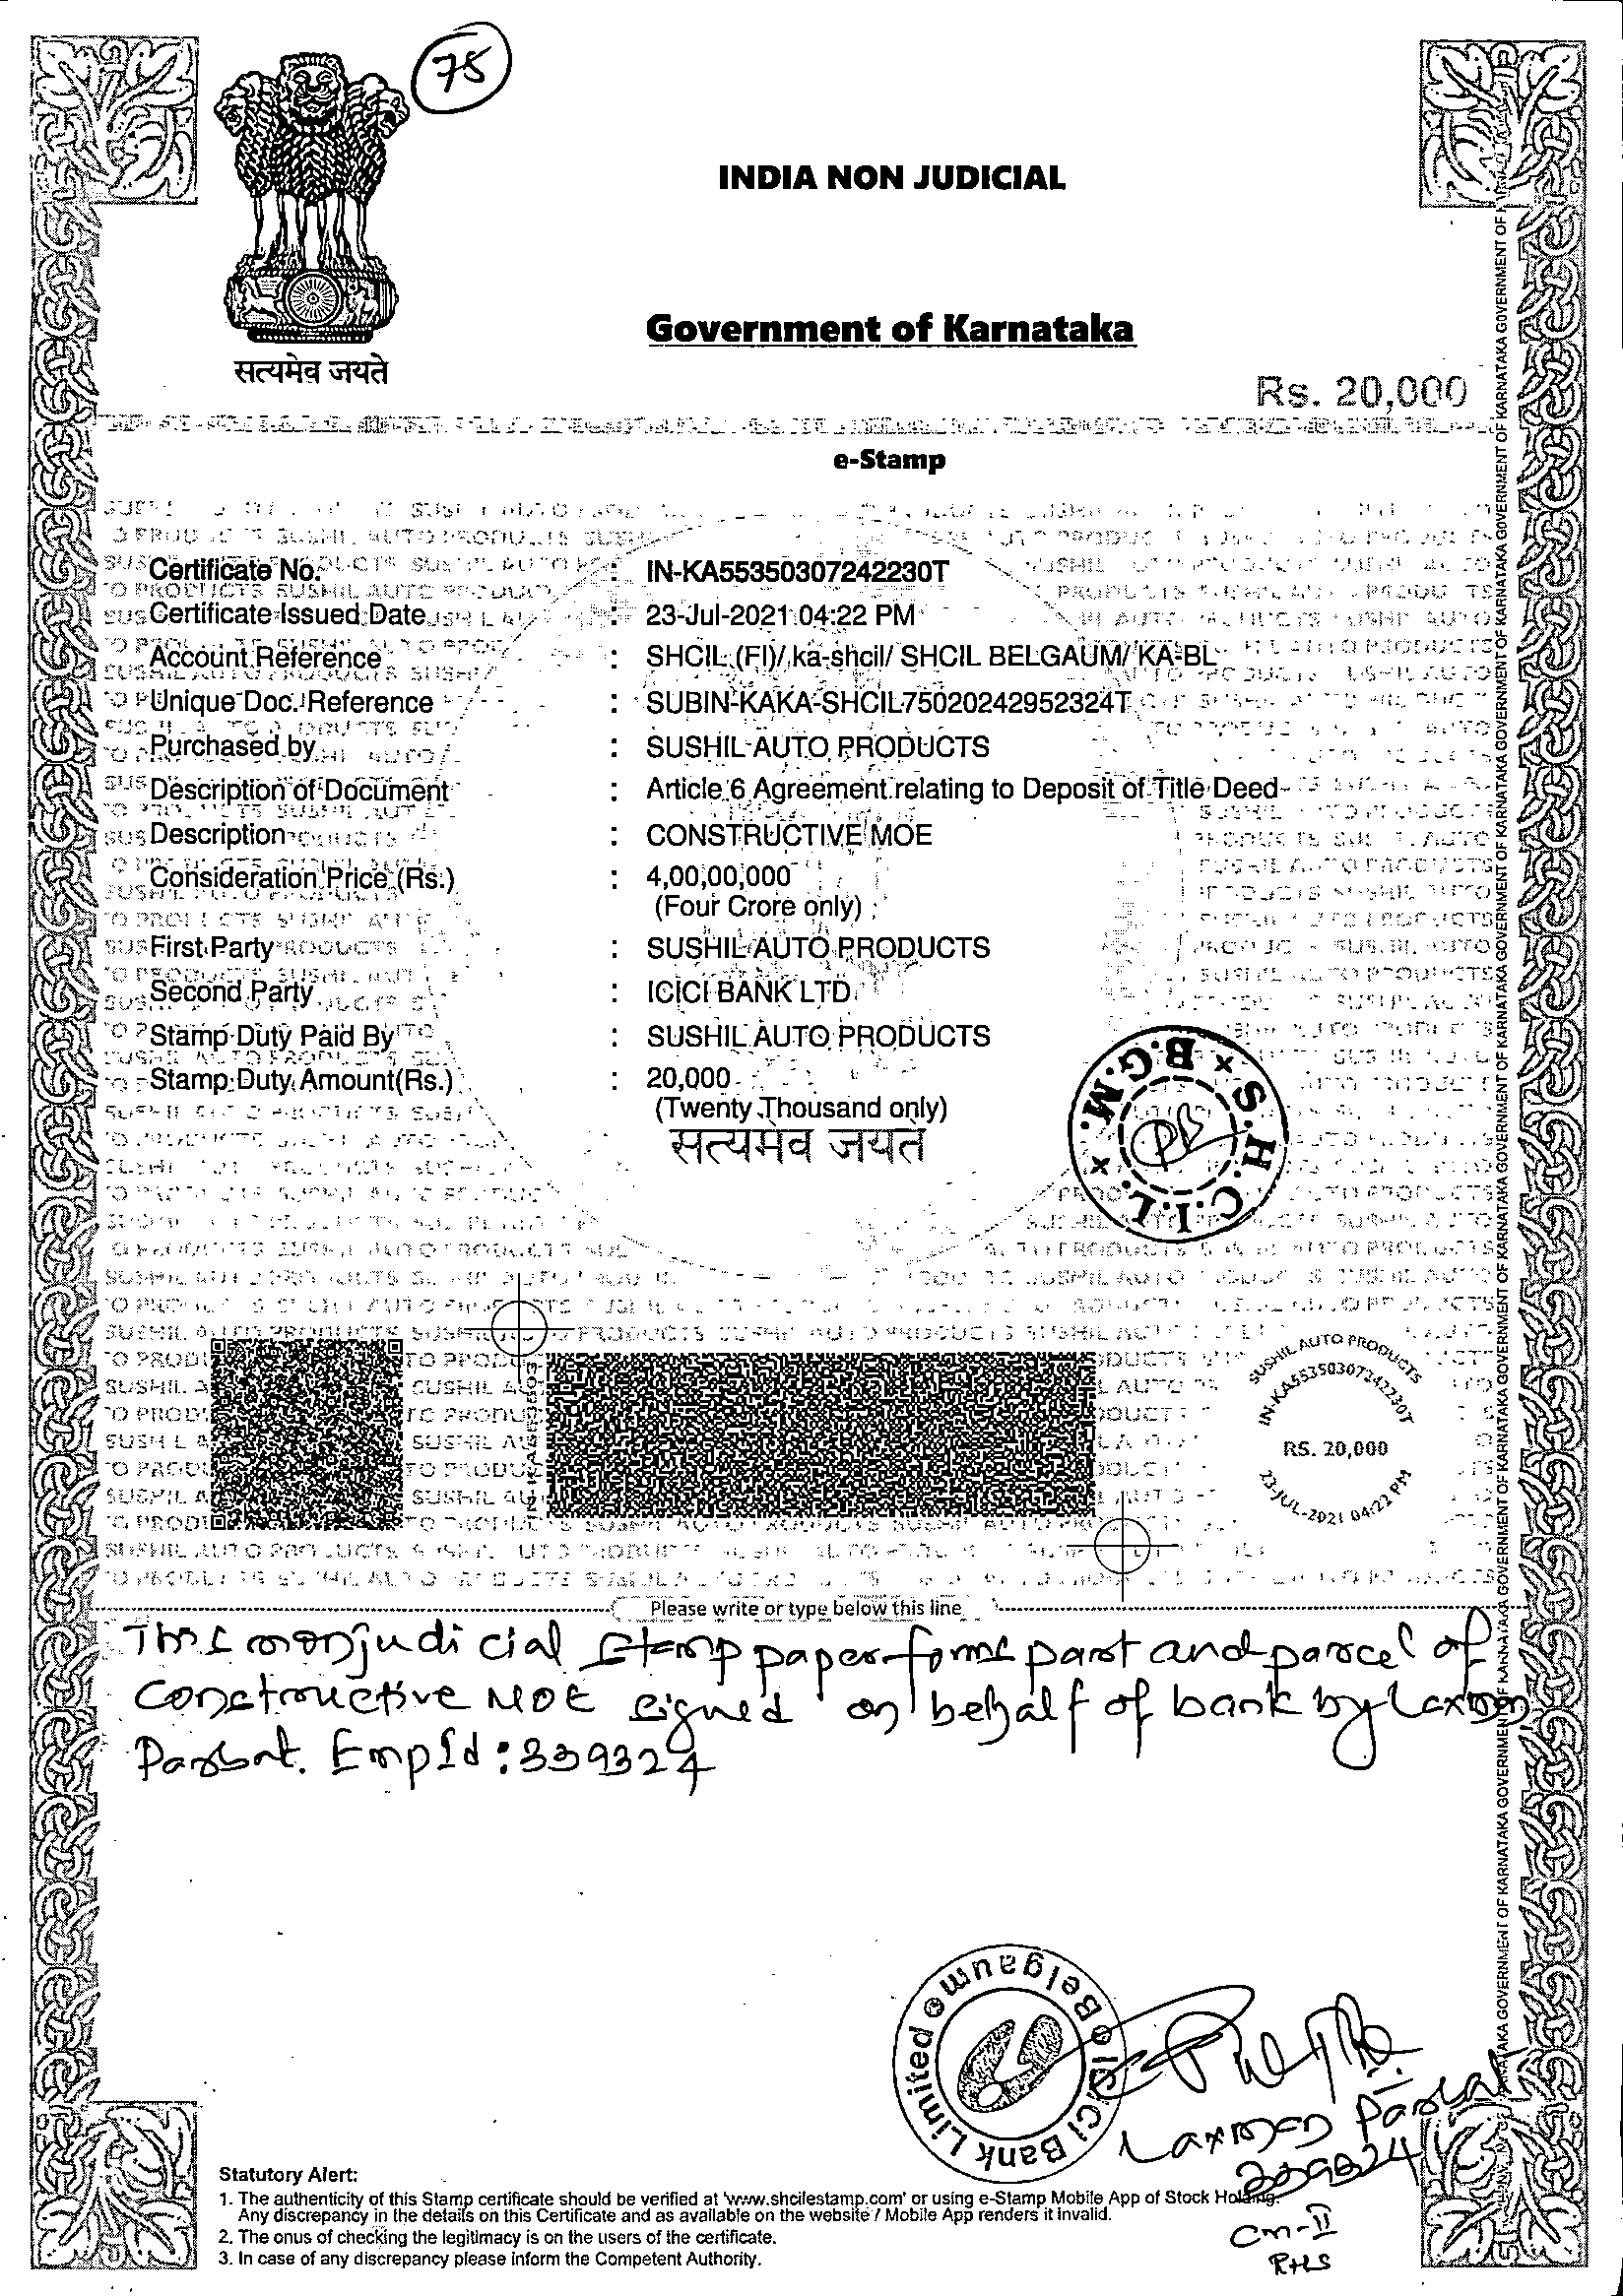 75
INDIA NON JUDICIAL
Government of Karnataka
सत्यमेव जयते
Rs. 20,000
e-Stamp
Certificate No. : IN-KA55350307242230T
Certificate Issued Date : 23-Jul-2021 04:22 PM
Account Reference : SHCIL (FI)/ ka-shcil/ SHCIL BELGAUM/ KA-BL
Unique Doc. Reference : SUBIN-KAKA-SHCIL75020242952324T
Purchased by : SUSHIL AUTO PRODUCTS
Description of Document : Article 6 Agreement relating to Deposit of Title Deed
Description : CONSTRUCTIVE MOE
Consideration Price (Rs.) : 4,00,00,000
(Four Crore only)
First Party : SUSHIL AUTO PRODUCTS
Second Party : ICICI BANK LTD
Stamp Duty Paid By : SUSHIL AUTO PRODUCTS
Stamp Duty Amount(Rs.) : 20,000
(Twenty Thousand only)
सत्यमेव जयते
S.H.C.I.L. × B.G.M. ×
SUSHIL AUTO PRODUCTS
IN-KA55350307242230T
RS. 20,000
23-JUL-2021 04:22 PM
Please write or type below this line
This nonjudicial stamp paper forms part and parcel of
Constructive MOE signed on behalf of bank by Laxman
Parbat. Emp Id : 339324
ICICI Bank Limited Belgaum
Laxman Parbat
339324
CM-II
RHS
Statutory Alert:
1. The authenticity of this Stamp certificate should be verified at 'www.shcilestamp.com' or using e-Stamp Mobile App of Stock Holding.
Any discrepancy in the details on this Certificate and as available on the website / Mobile App renders it invalid.
2. The onus of checking the legitimacy is on the users of the certificate.
3. In case of any discrepancy please inform the Competent Authority.
GOVERNMENT OF KARNATAKA GOVERNMENT OF KARNATAKA GOVERNMENT OF KARNATAKA GOVERNMENT OF KARNATAKA